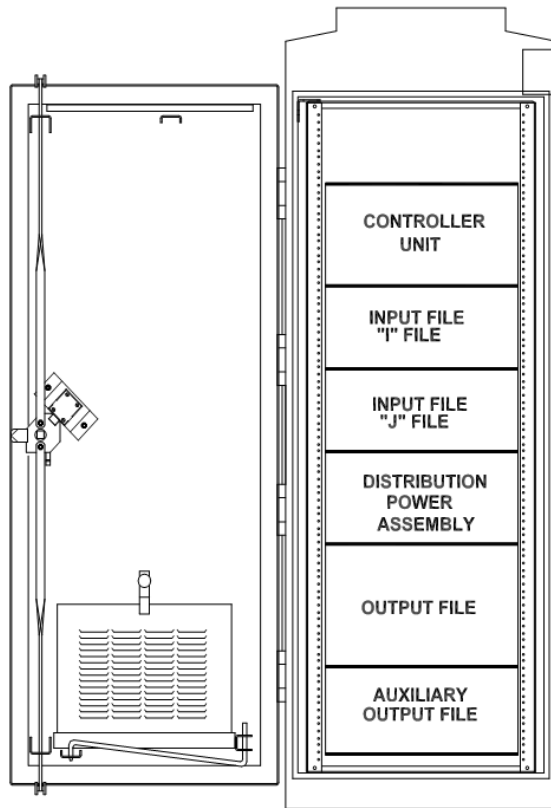 CONTROLLER
UNIT
INPUT FILE
"I" FILE
INPUT FILE
"J" FILE
DISTRIBUTION
POWER
ASSEMBLY
OUTPUT FILE
AUXILIARY
OUTPUT FILE